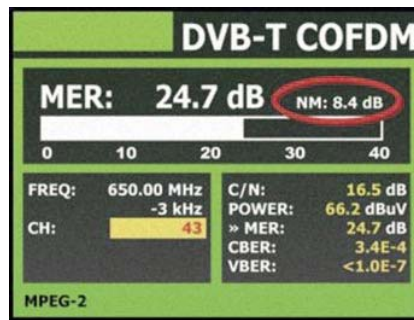 DVB-T COFDM
MER: 24.7 dB NM: 8.4 dB
0 10 20 30 40
FREQ: 650.00 MHz
-3 kHz
CH: 43
C/N: 16.5 dB
POWER: 66.2 dBuV
» MER: 24.7 dB
CBER: 3.4E-4
VBER: <1.0E-7
MPEG-2